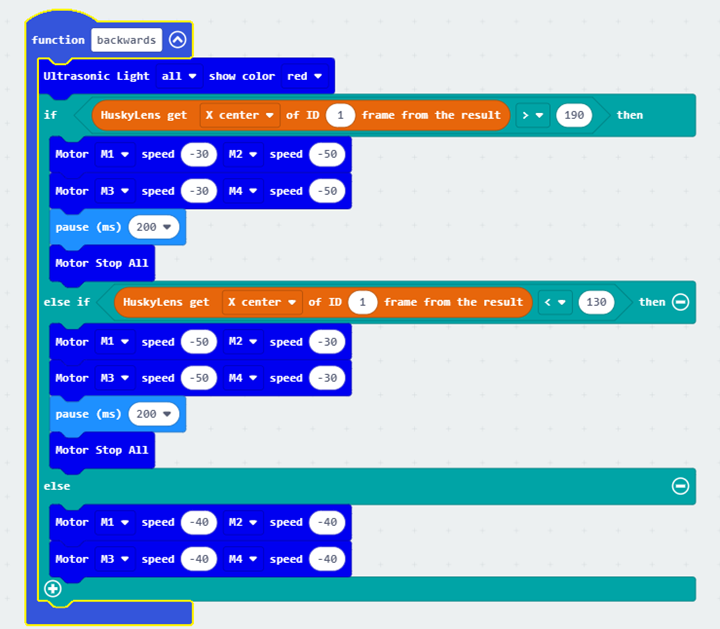 function backwards
Ultrasonic Light all show color red
if HuskyLens get X center of ID 1 frame from the result > 190 then
Motor M1 speed -30 M2 speed -50
Motor M3 speed -30 M4 speed -50
pause (ms) 200
Motor Stop All
else if HuskyLens get X center of ID 1 frame from the result < 130 then
Motor M1 speed -50 M2 speed -30
Motor M3 speed -50 M4 speed -30
pause (ms) 200
Motor Stop All
else
Motor M1 speed -40 M2 speed -40
Motor M3 speed -40 M4 speed -40